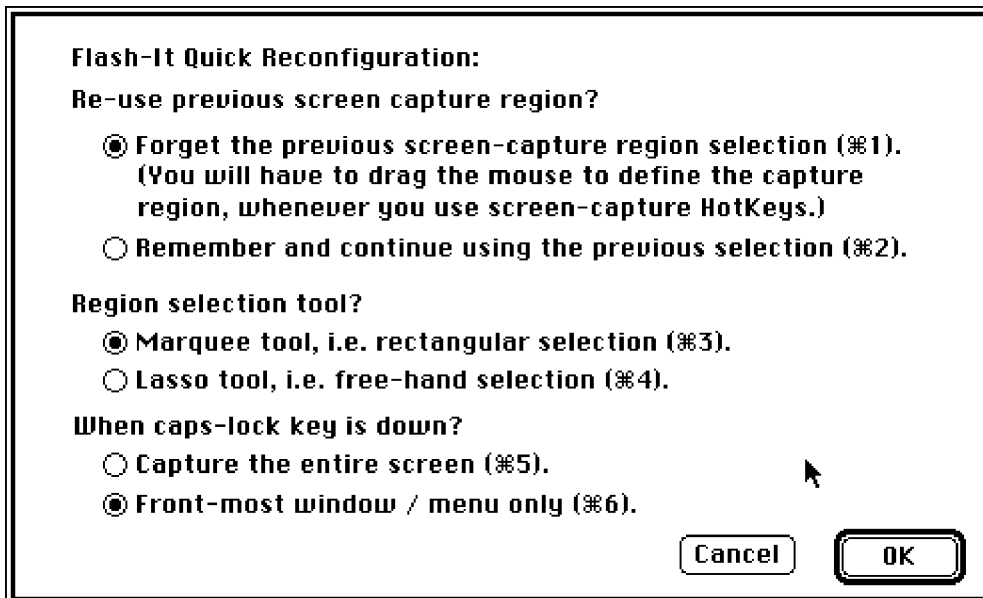 Flash-It Quick Reconfiguration:
Re-use previous screen capture region?
Forget the previous screen-capture region selection (⌘1).
(You will have to drag the mouse to define the capture
region, whenever you use screen-capture HotKeys.)
Remember and continue using the previous selection (⌘2).
Region selection tool?
Marquee tool, i.e. rectangular selection (⌘3).
Lasso tool, i.e. free-hand selection (⌘4).
When caps-lock key is down?
Capture the entire screen (⌘5).
Front-most window / menu only (⌘6).
Cancel OK